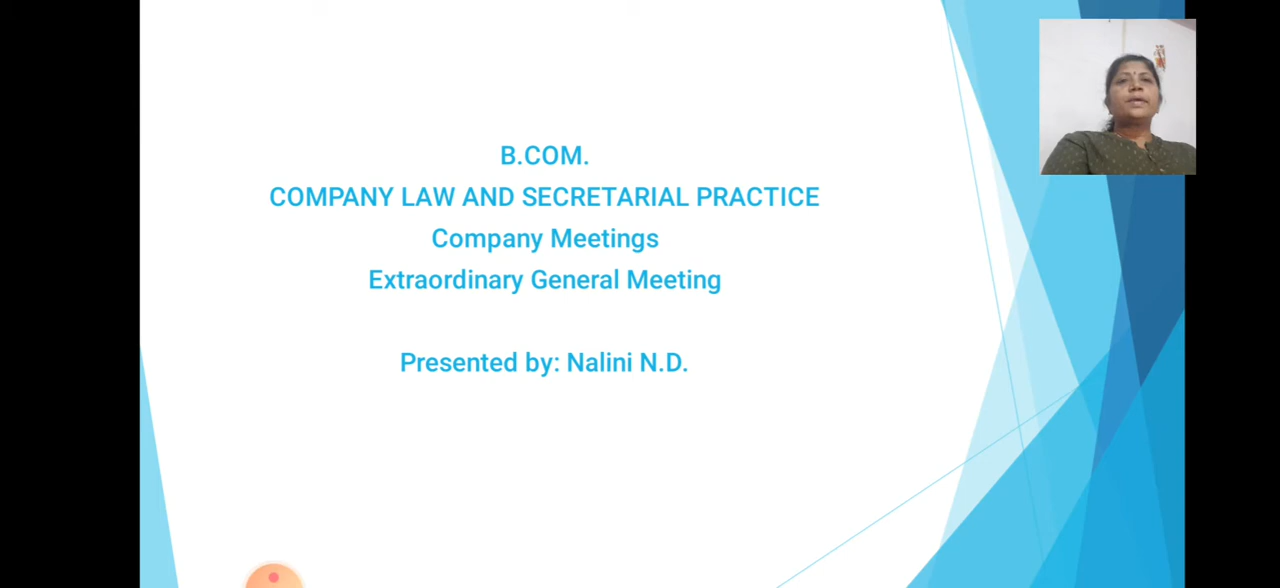 B.COM.
COMPANY LAW AND SECRETARIAL PRACTICE
Company Meetings
Extraordinary General Meeting
Presented by: Nalini N.D.